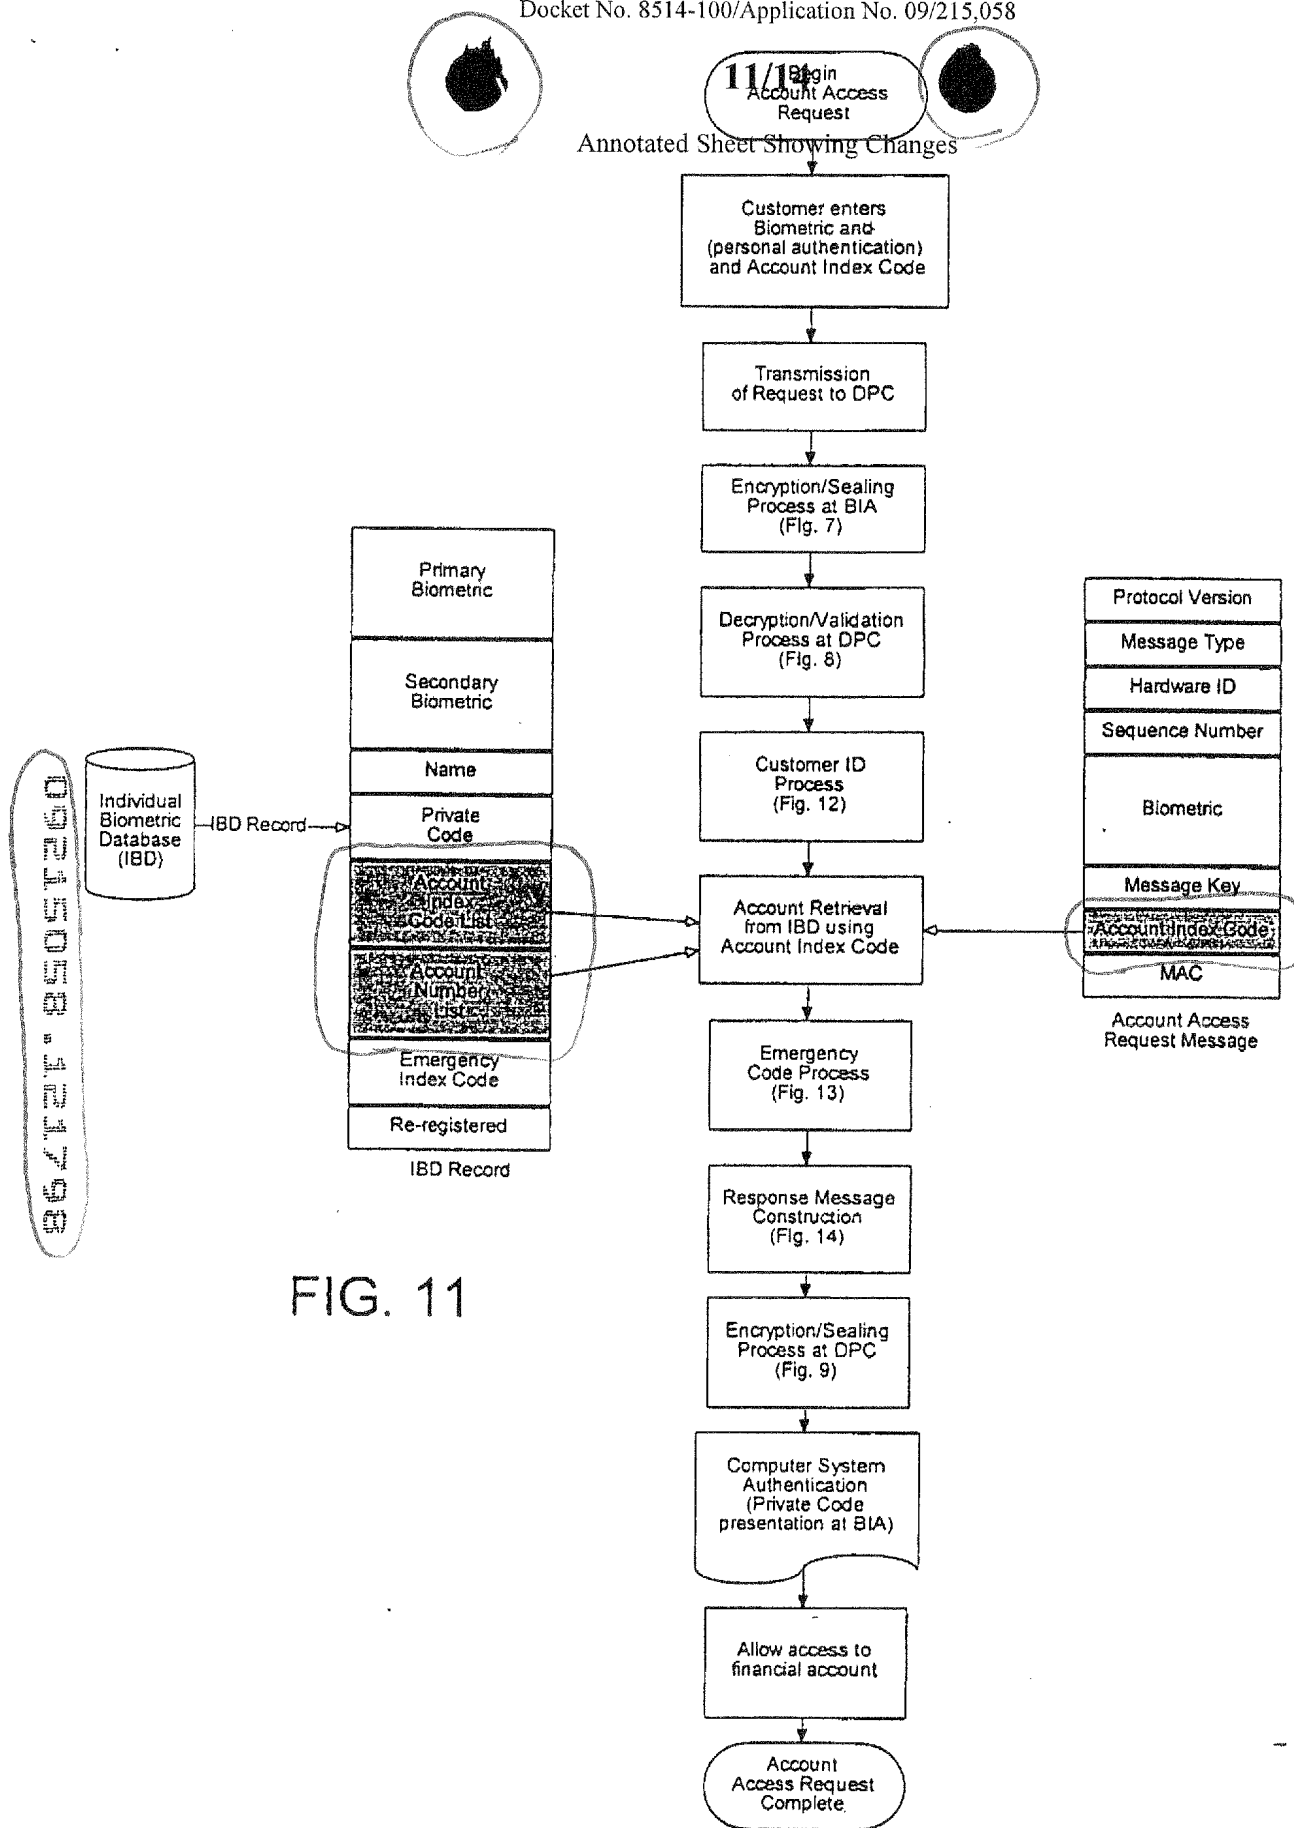 Docket No. 8514-100/Application No. 09/215,058
11/14
Begin
Account Access
Request
Annotated Sheet Showing Changes
Customer enters
Biometric and
(personal authentication)
and Account Index Code
Transmission
of Request to DPC
Encryption/Sealing
Process at BIA
(Fig. 7)
Decryption/Validation
Process at DPC
(Fig. 8)
Customer ID
Process
(Fig. 12)
Account Retrieval
from IBD using
Account Index Code
Emergency
Code Process
(Fig. 13)
Response Message
Construction
(Fig. 14)
Encryption/Sealing
Process at DPC
(Fig. 9)
Computer System
Authentication
(Private Code
presentation at BIA)
Allow access to
financial account
Account
Access Request
Complete
09215058.121798
Individual
Biometric
Database
(IBD)
IBD Record
Primary
Biometric
Secondary
Biometric
Name
Private
Code
Account
Index
Code List
Account
Number
List
Emergency
Index Code
Re-registered
IBD Record
Protocol Version
Message Type
Hardware ID
Sequence Number
Biometric
Message Key
Account Index Code
MAC
Account Access
Request Message
FIG. 11